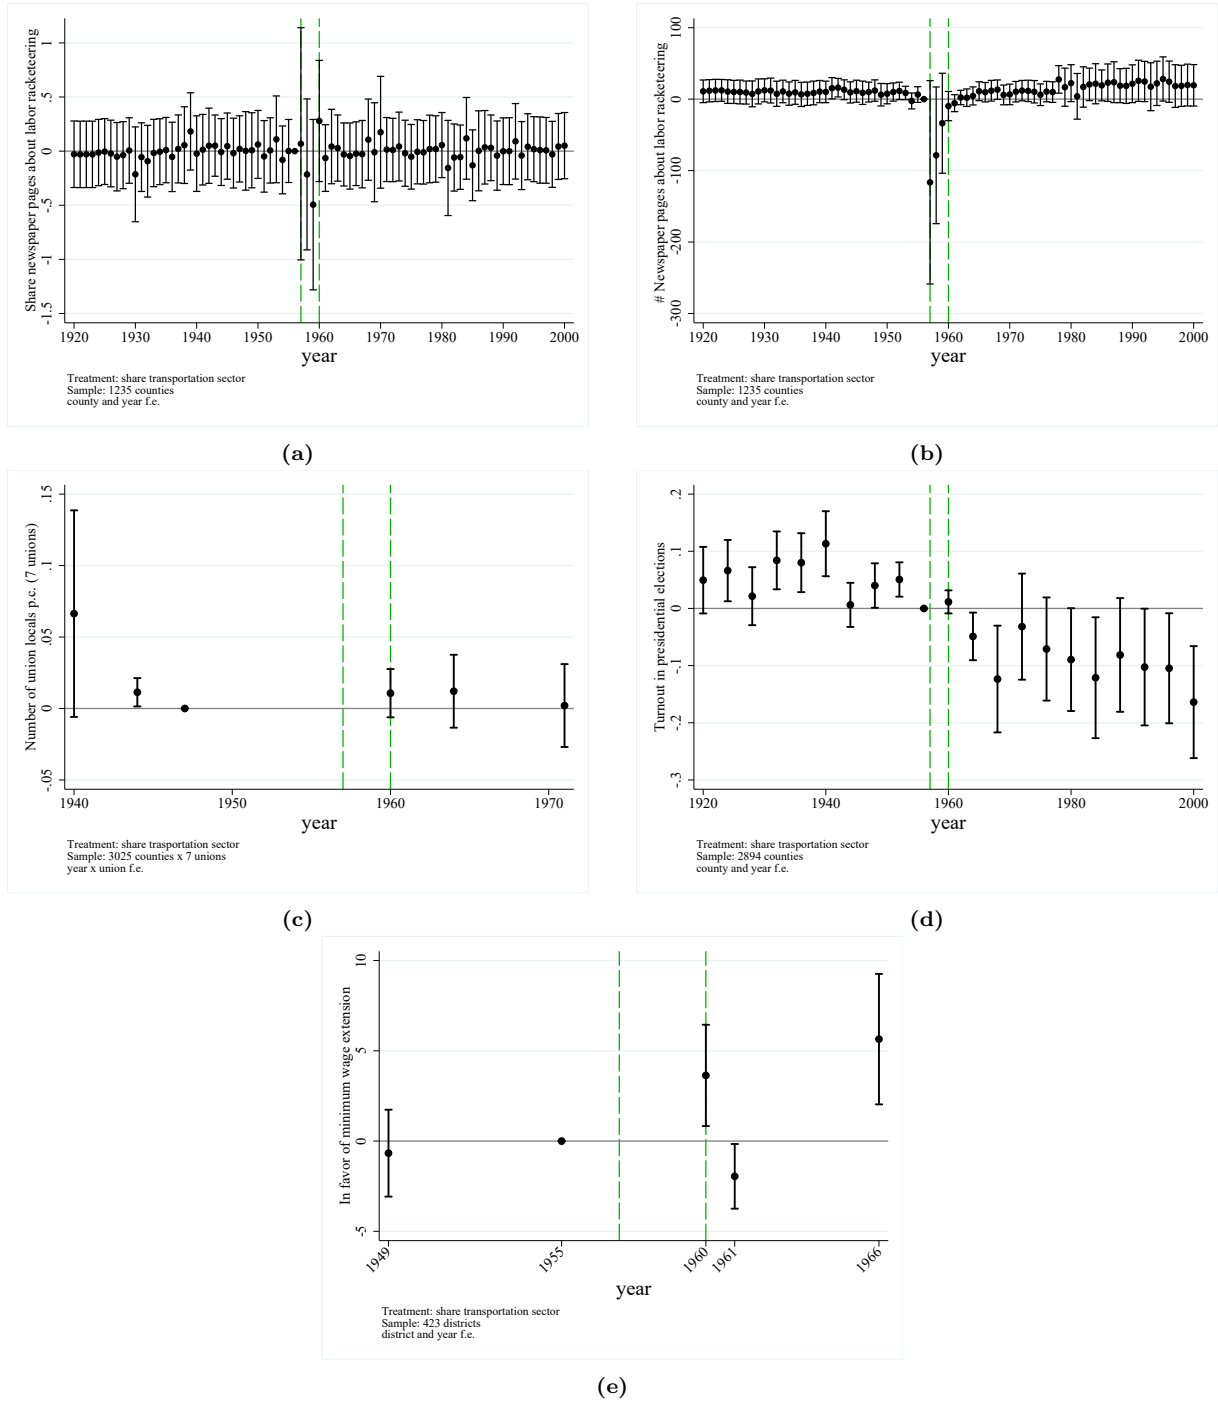 Share newspaper pages about labor racketeering
1
.5
0
-.5
-1
-1.5
1920 1930 1940 1950 1960 1970 1980 1990 2000
year
Treatment: share transportation sector
Sample: 1235 counties
county and year f.e.
(a)
# Newspaper pages about labor racketeering
100
0
-100
-200
-300
1920 1930 1940 1950 1960 1970 1980 1990 2000
year
Treatment: share transportation sector
Sample: 1235 counties
county and year f.e.
(b)
Number of union locals p.c. (7 unions)
.15
.1
.05
0
-.05
1940 1950 1960 1970
year
Treatment: share trasportation sector
Sample: 3025 counties x 7 unions
year x union f.e.
(c)
Turnout in presidential elections
.2
.1
0
-.1
-.2
-.3
1920 1940 1960 1980 2000
year
Treatment: share trasportation sector
Sample: 2894 counties
county and year f.e.
(d)
In favor of minimum wage extension
10
5
0
-5
1949 1955 1960 1961 1966
year
Treatment: share transportation sector
Sample: 423 districts
district and year f.e.
(e)